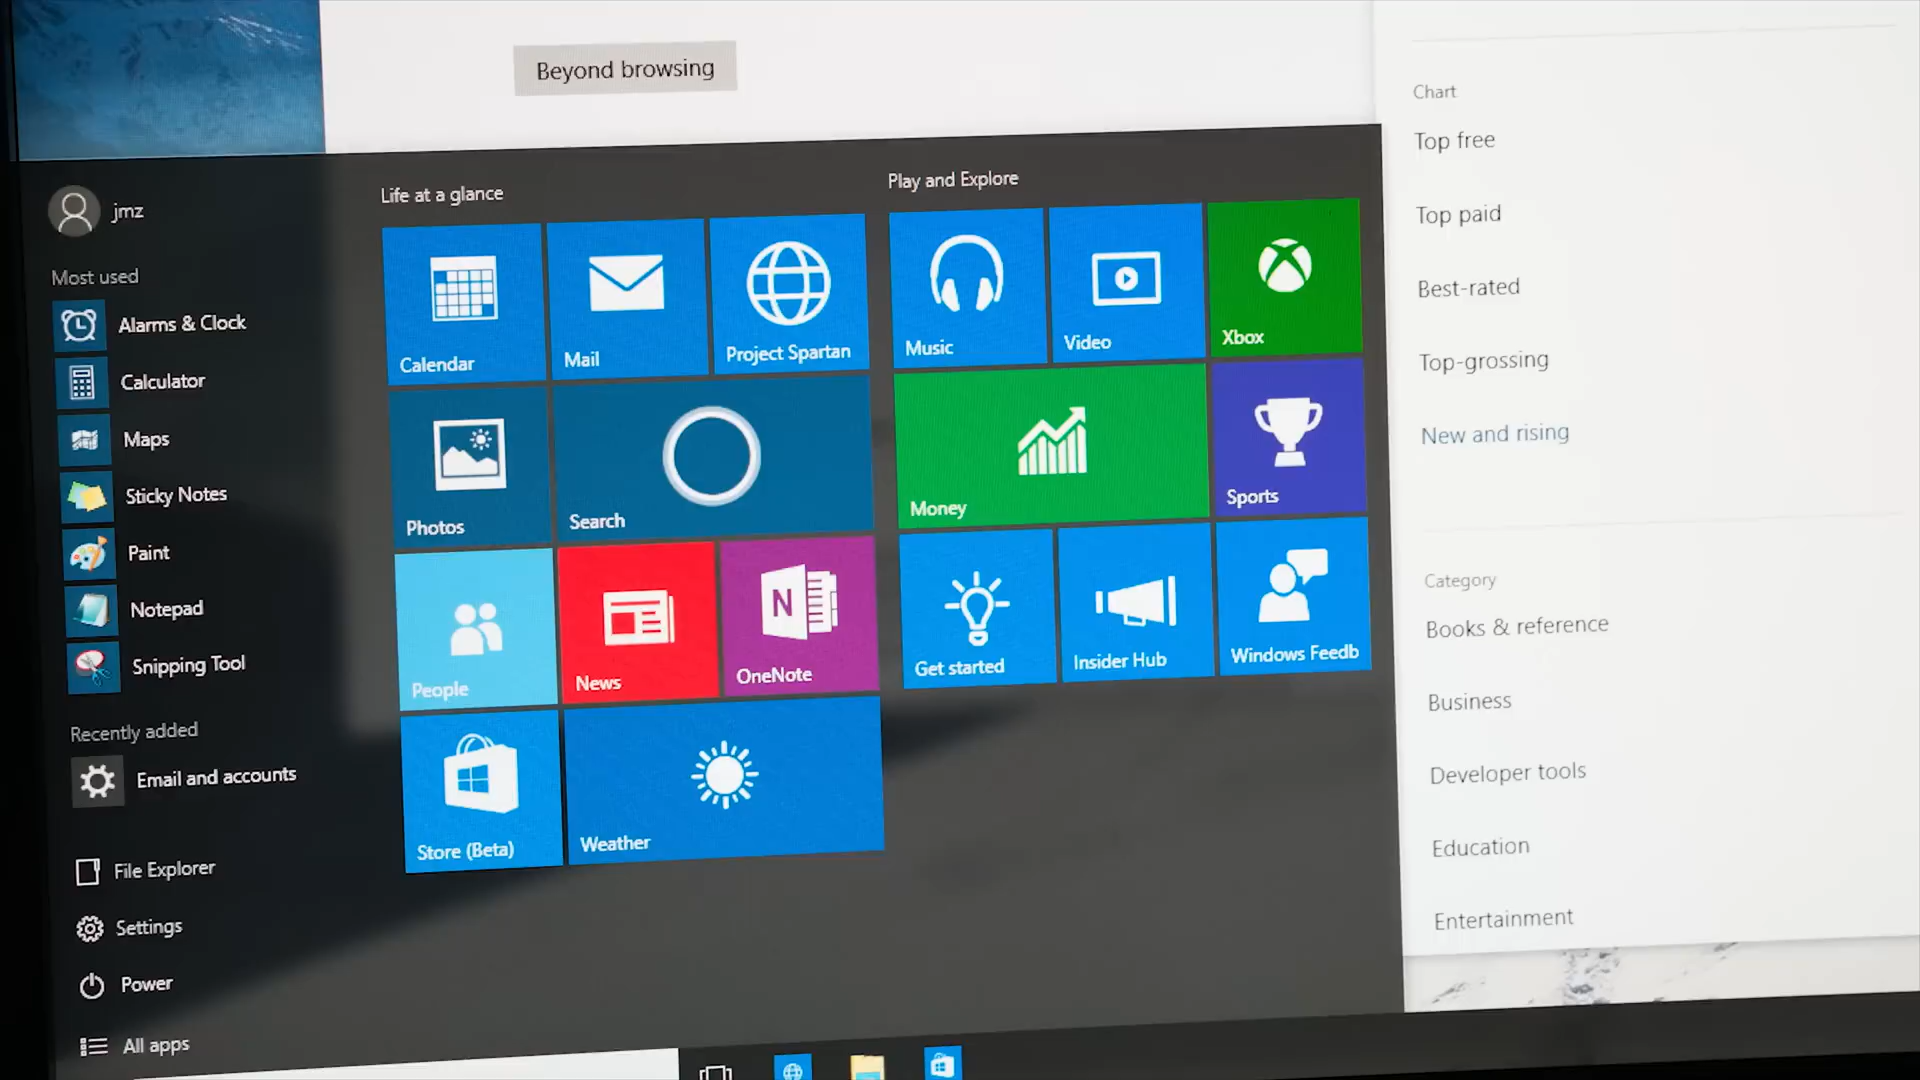 Beyond browsing
jmz
Most used
Alarms & Clock
Calculator
Maps
Sticky Notes
Paint
Notepad
Snipping Tool
Recently added
Email and accounts
File Explorer
Settings
Power
All apps
Life at a glance
Calendar
Mail
Project Spartan
Photos
Search
People
News
N
OneNote
Store (Beta)
Weather
Play and Explore
Music
Video
Xbox
Money
Sports
Get started
Insider Hub
Windows Feedb
Chart
Top free
Top paid
Best-rated
Top-grossing
New and rising
Category
Books & reference
Business
Developer tools
Education
Entertainment